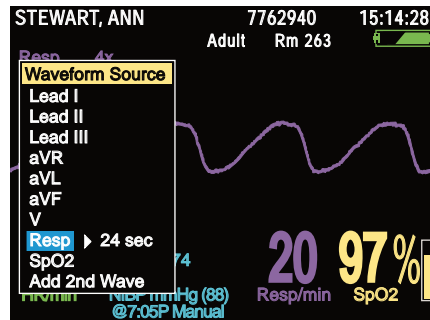 STEWART, ANN 7762940 15:14:28
Adult Rm 263
Resp 4x
Waveform Source
Lead I
Lead II
Lead III
aVR
aVL
aVF
V
Resp 24 sec
SpO2
Add 2nd Wave
74
20 97%
HR/min NIBP mmHg (88) Resp/min SpO2
@7:05P Manual